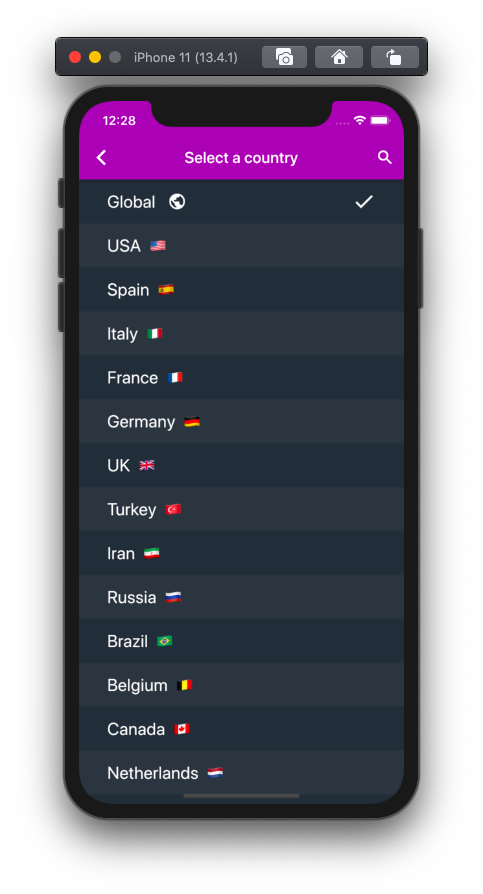 iPhone 11 (13.4.1)
12:28
Select a country
Global
USA
Spain
Italy
France
Germany
UK
Turkey
Iran
Russia
Brazil
Belgium
Canada
Netherlands